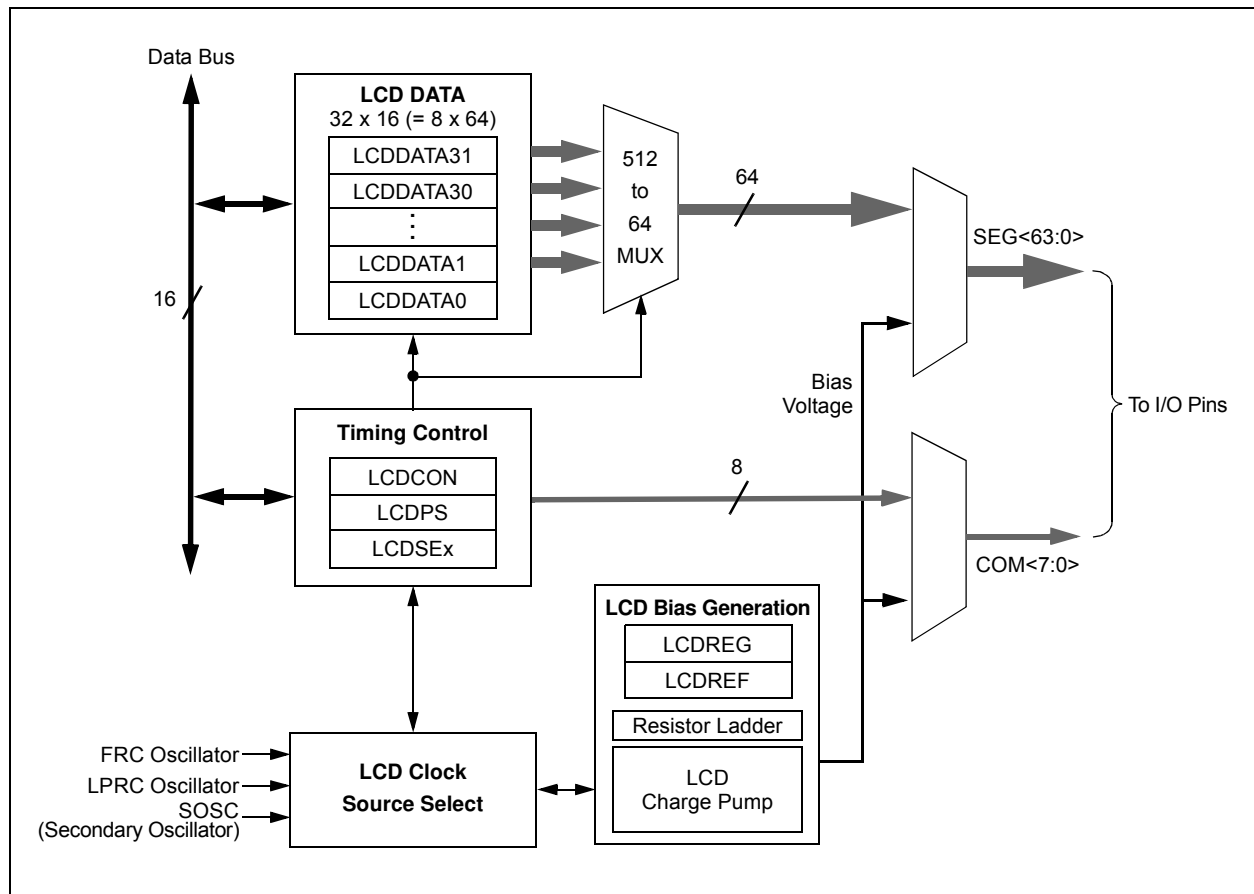 Data Bus
16
LCD DATA
32 x 16 (= 8 x 64)
LCDDATA31
LCDDATA30
LCDDATA1
LCDDATA0
512
to
64
MUX
64
SEG<63:0>
Bias
Voltage
To I/O Pins
Timing Control
LCDCON
LCDPS
LCDSEx
8
COM<7:0>
LCD Bias Generation
LCDREG
LCDREF
Resistor Ladder
LCD
Charge Pump
FRC Oscillator
LPRC Oscillator
SOSC
(Secondary Oscillator)
LCD Clock
Source Select